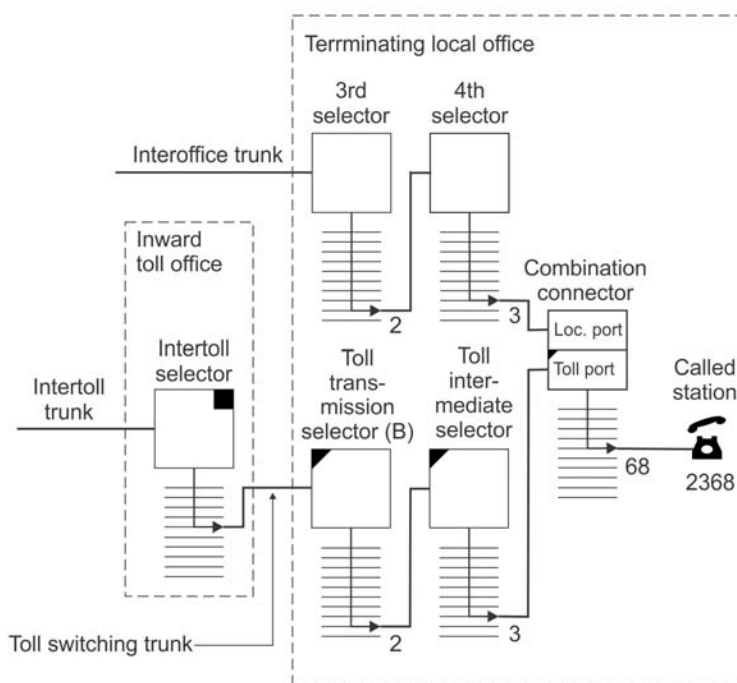 Terrminating local office
3rd
selector
4th
selector
Interoffice trunk
Inward
toll office
2
3
Combination
connector
Loc. port
Toll port
Intertoll
selector
Intertoll
trunk
Toll
trans-
mission
selector (B)
Toll
inter-
mediate
selector
Called
station
68
2368
2
3
Toll switching trunk